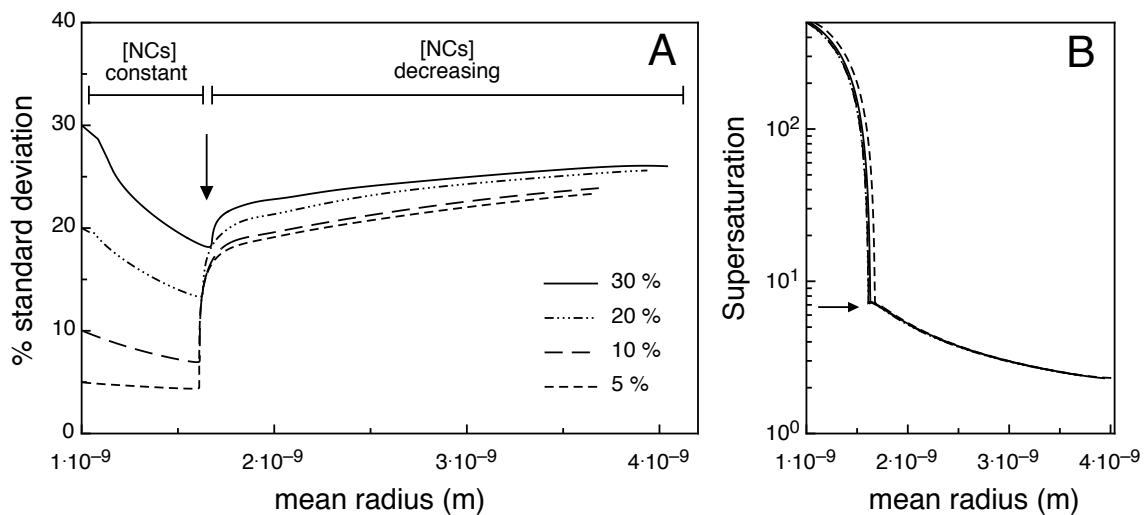 A
[NCs]
constant
[NCs]
decreasing
% standard deviation
40
30
20
10
0
30 %
20 %
10 %
5 %
1·10⁻⁹
2·10⁻⁹
3·10⁻⁹
4·10⁻⁹
mean radius (m)
B
Supersaturation
10²
10¹
10⁰
1·10⁻⁹
2·10⁻⁹
3·10⁻⁹
4·10⁻⁹
mean radius (m)